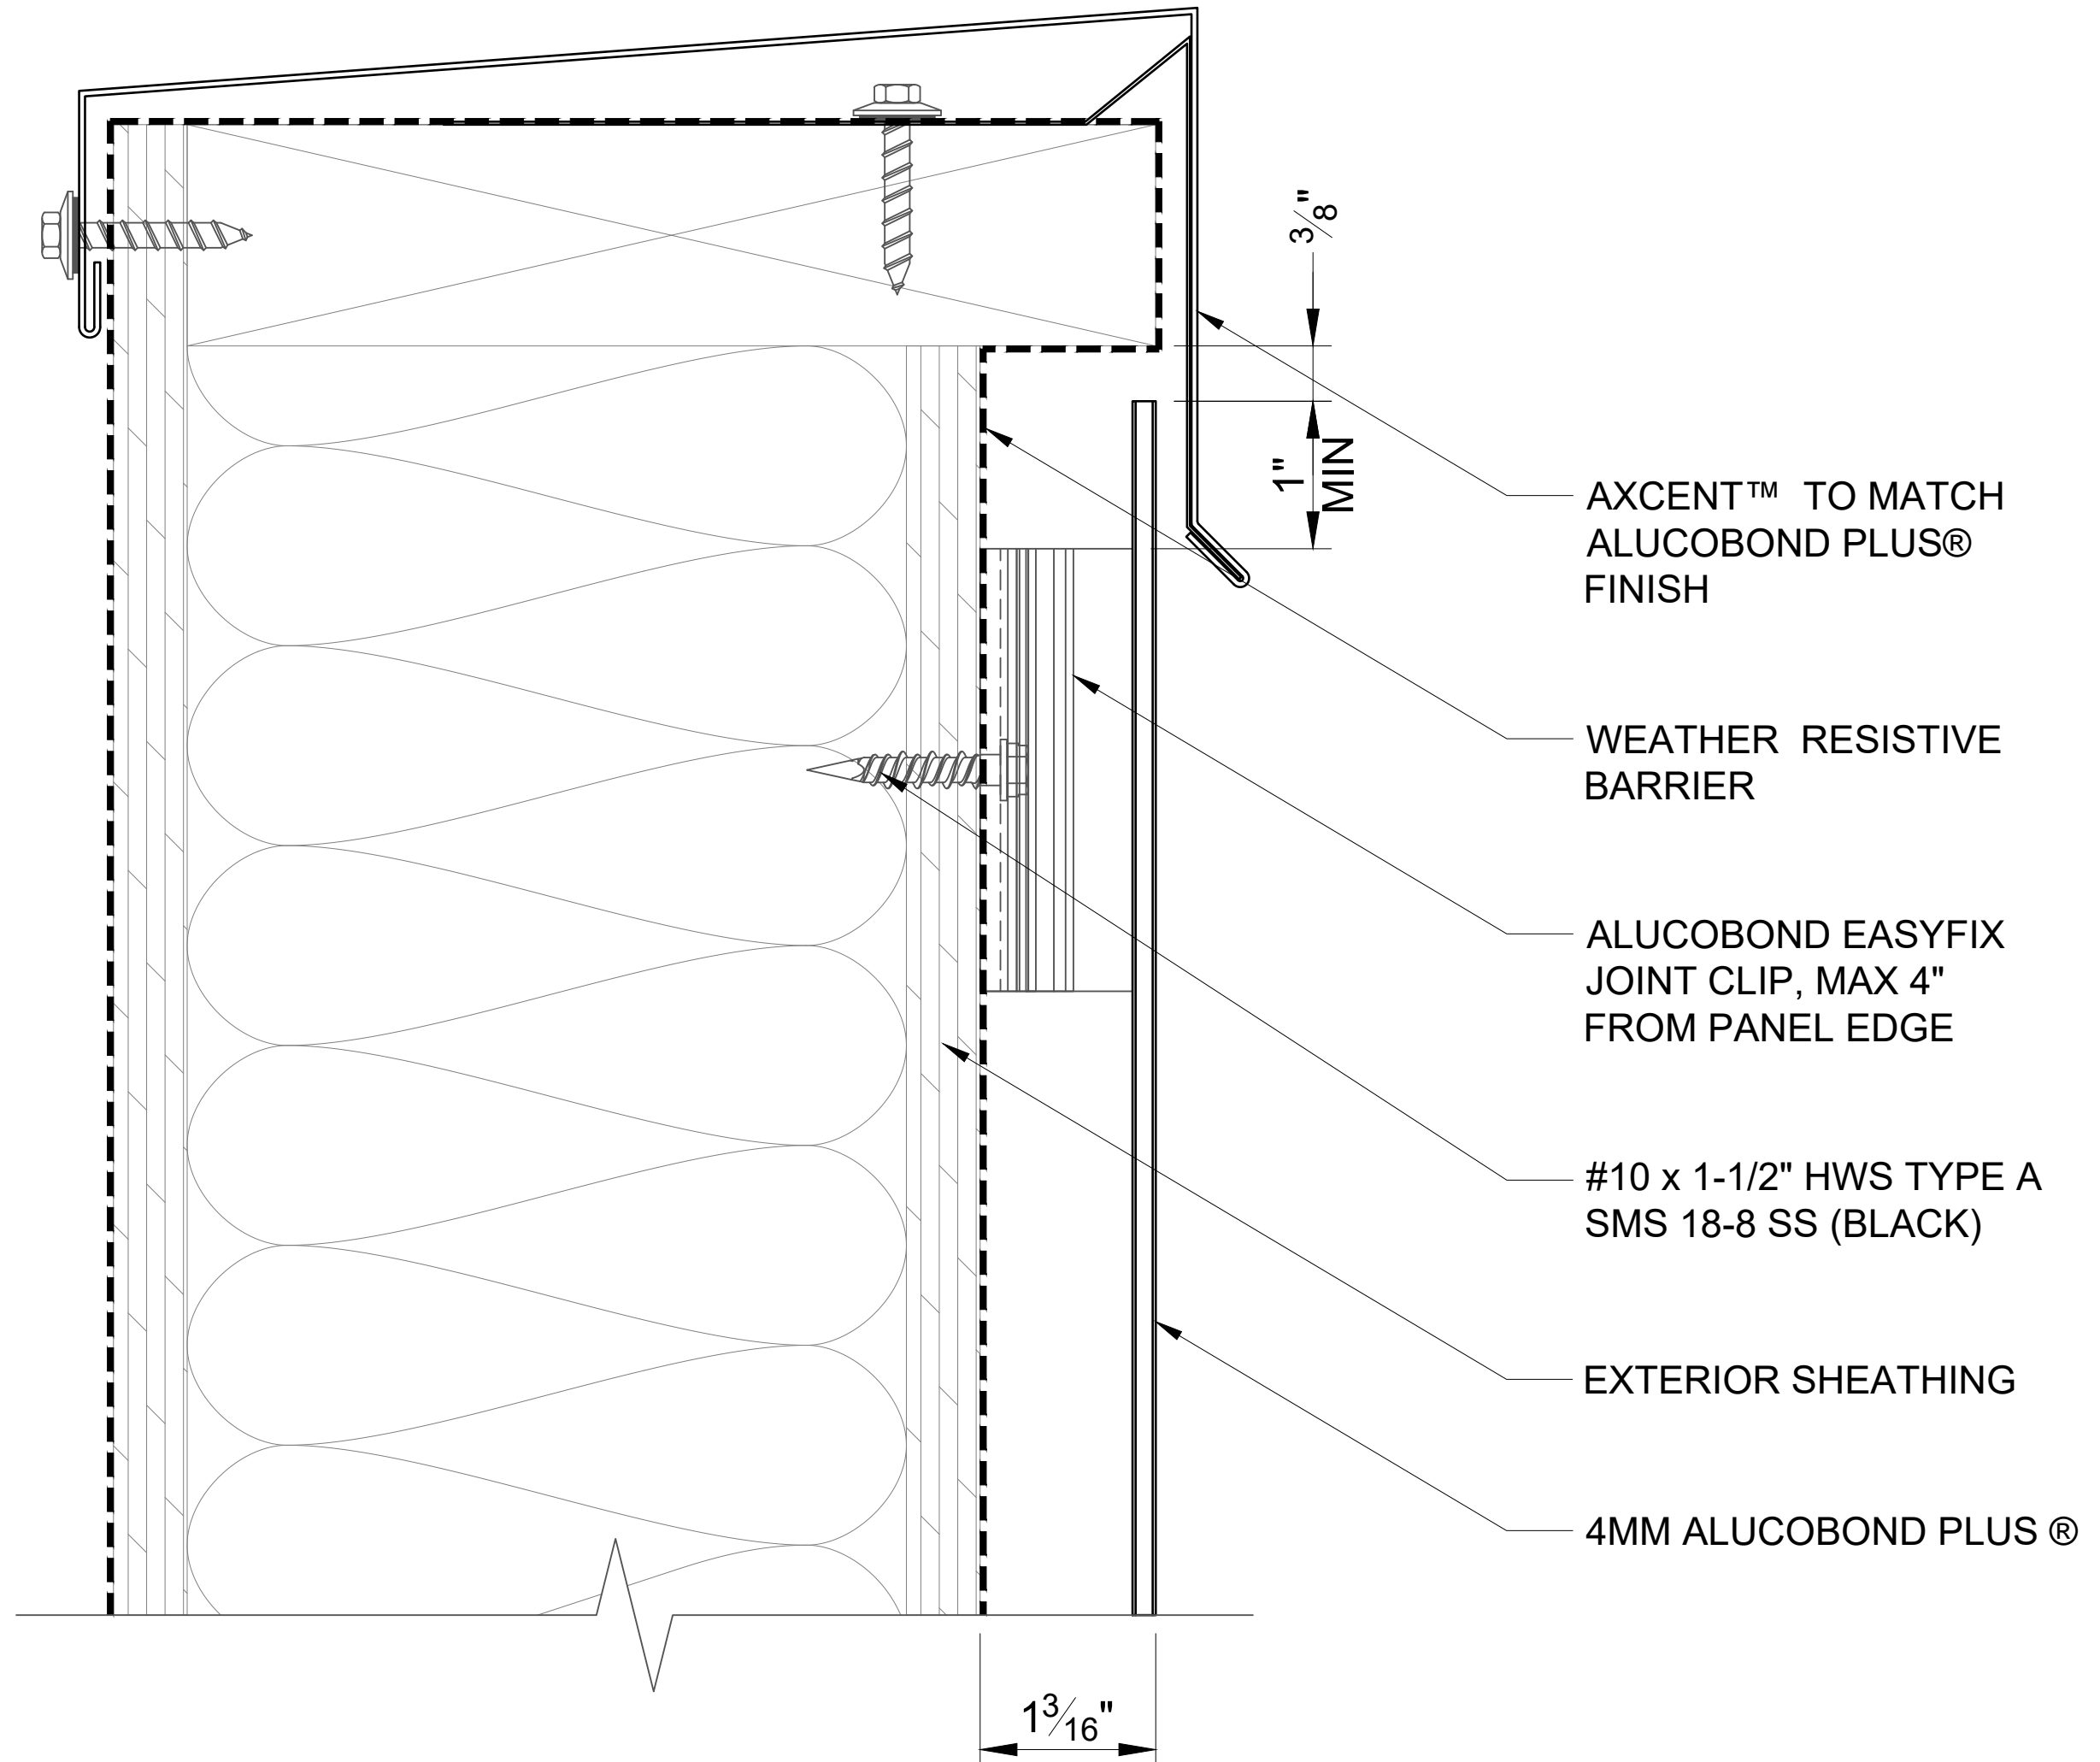 3/8"
1"
MIN
AXCENT™ TO MATCH
ALUCOBOND PLUS®
FINISH
WEATHER RESISTIVE
BARRIER
ALUCOBOND EASYFIX
JOINT CLIP, MAX 4"
FROM PANEL EDGE
#10 x 1-1/2" HWS TYPE A
SMS 18-8 SS (BLACK)
EXTERIOR SHEATHING
4MM ALUCOBOND PLUS ®
1 3/16"